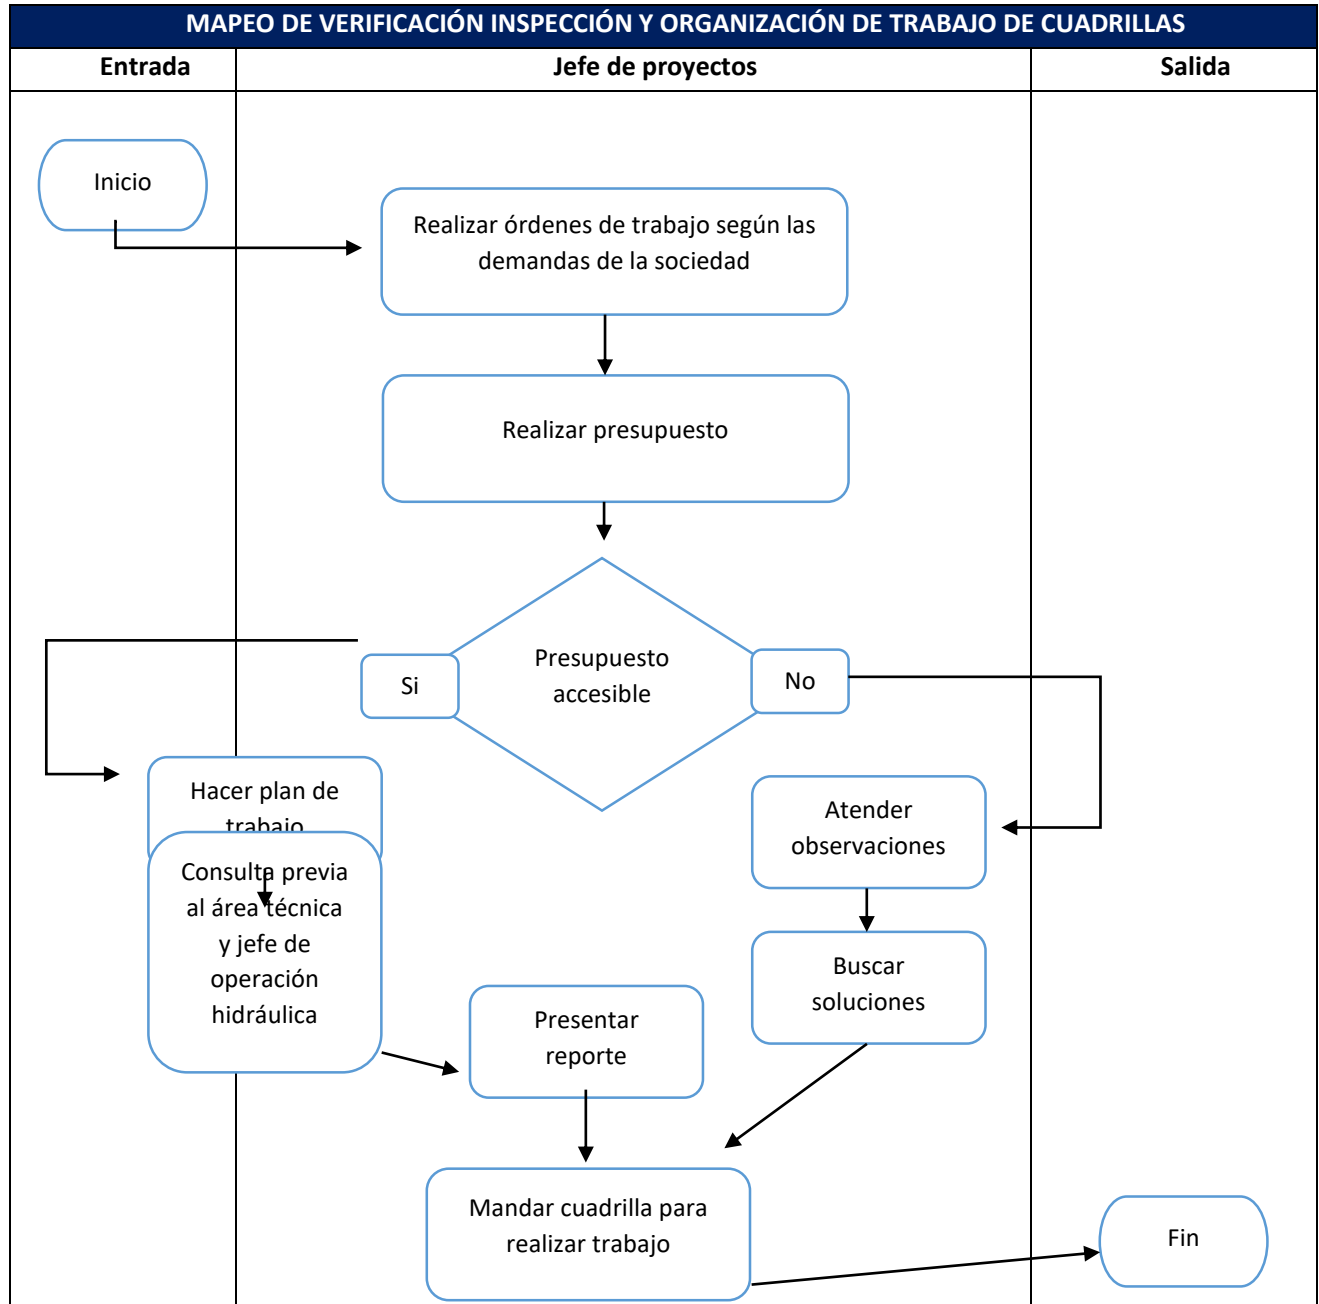 MAPEO DE VERIFICACIÓN INSPECCIÓN Y ORGANIZACIÓN DE TRABAJO DE CUADRILLAS
Entrada
Jefe de proyectos
Salida
Inicio
Realizar órdenes de trabajo según las
demandas de la sociedad
Realizar presupuesto
Presupuesto
accesible
Si
No
Hacer plan de
trabajo
Consulta previa
al área técnica
y jefe de
operación
hidráulica
Atender
observaciones
Buscar
soluciones
Presentar
reporte
Mandar cuadrilla para
realizar trabajo
Fin